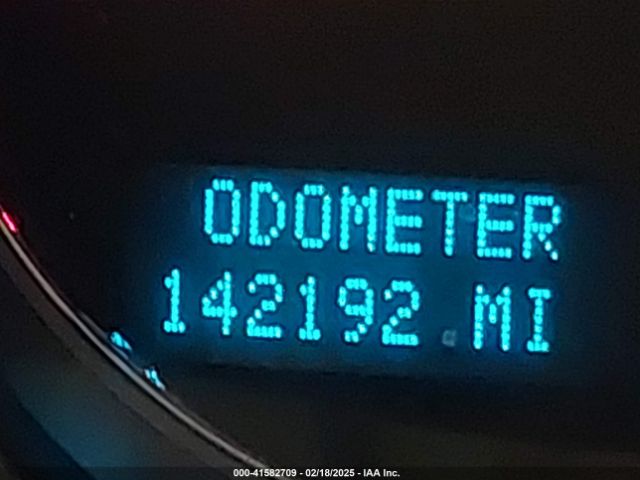 ODOMETER
142192 MI
000-41582709 - 02/18/2025 - IAA Inc.